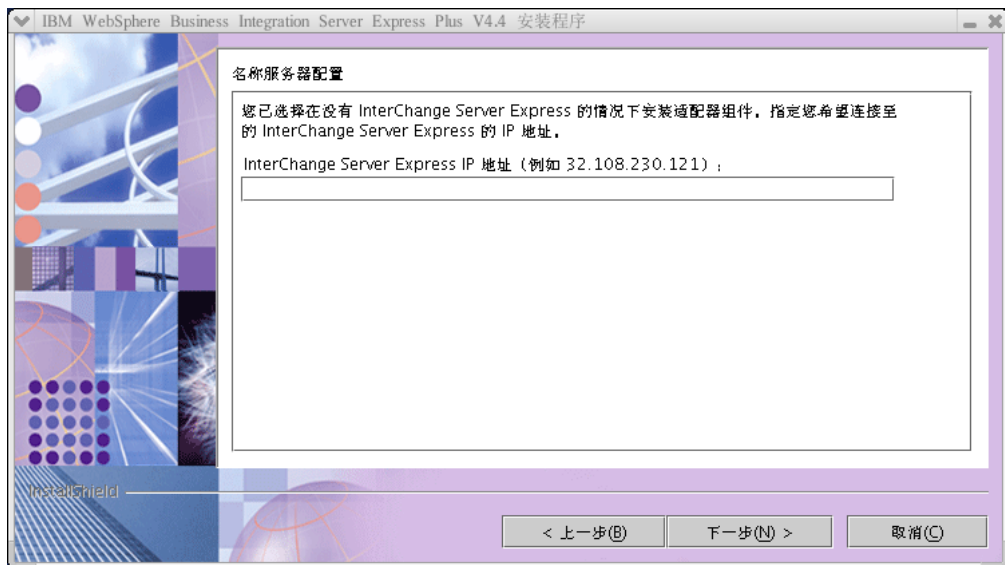 IBM WebSphere Business Integration Server Express Plus V4.4 安装程序
名称服务器配置
您已选择在没有 InterChange Server Express 的情况下安装适配器组件。指定您希望连接至
的 InterChange Server Express 的 IP 地址。
InterChange Server Express IP 地址（例如 32.108.230.121）：
InstallShield
< 上一步(B)
下一步(N) >
取消(C)